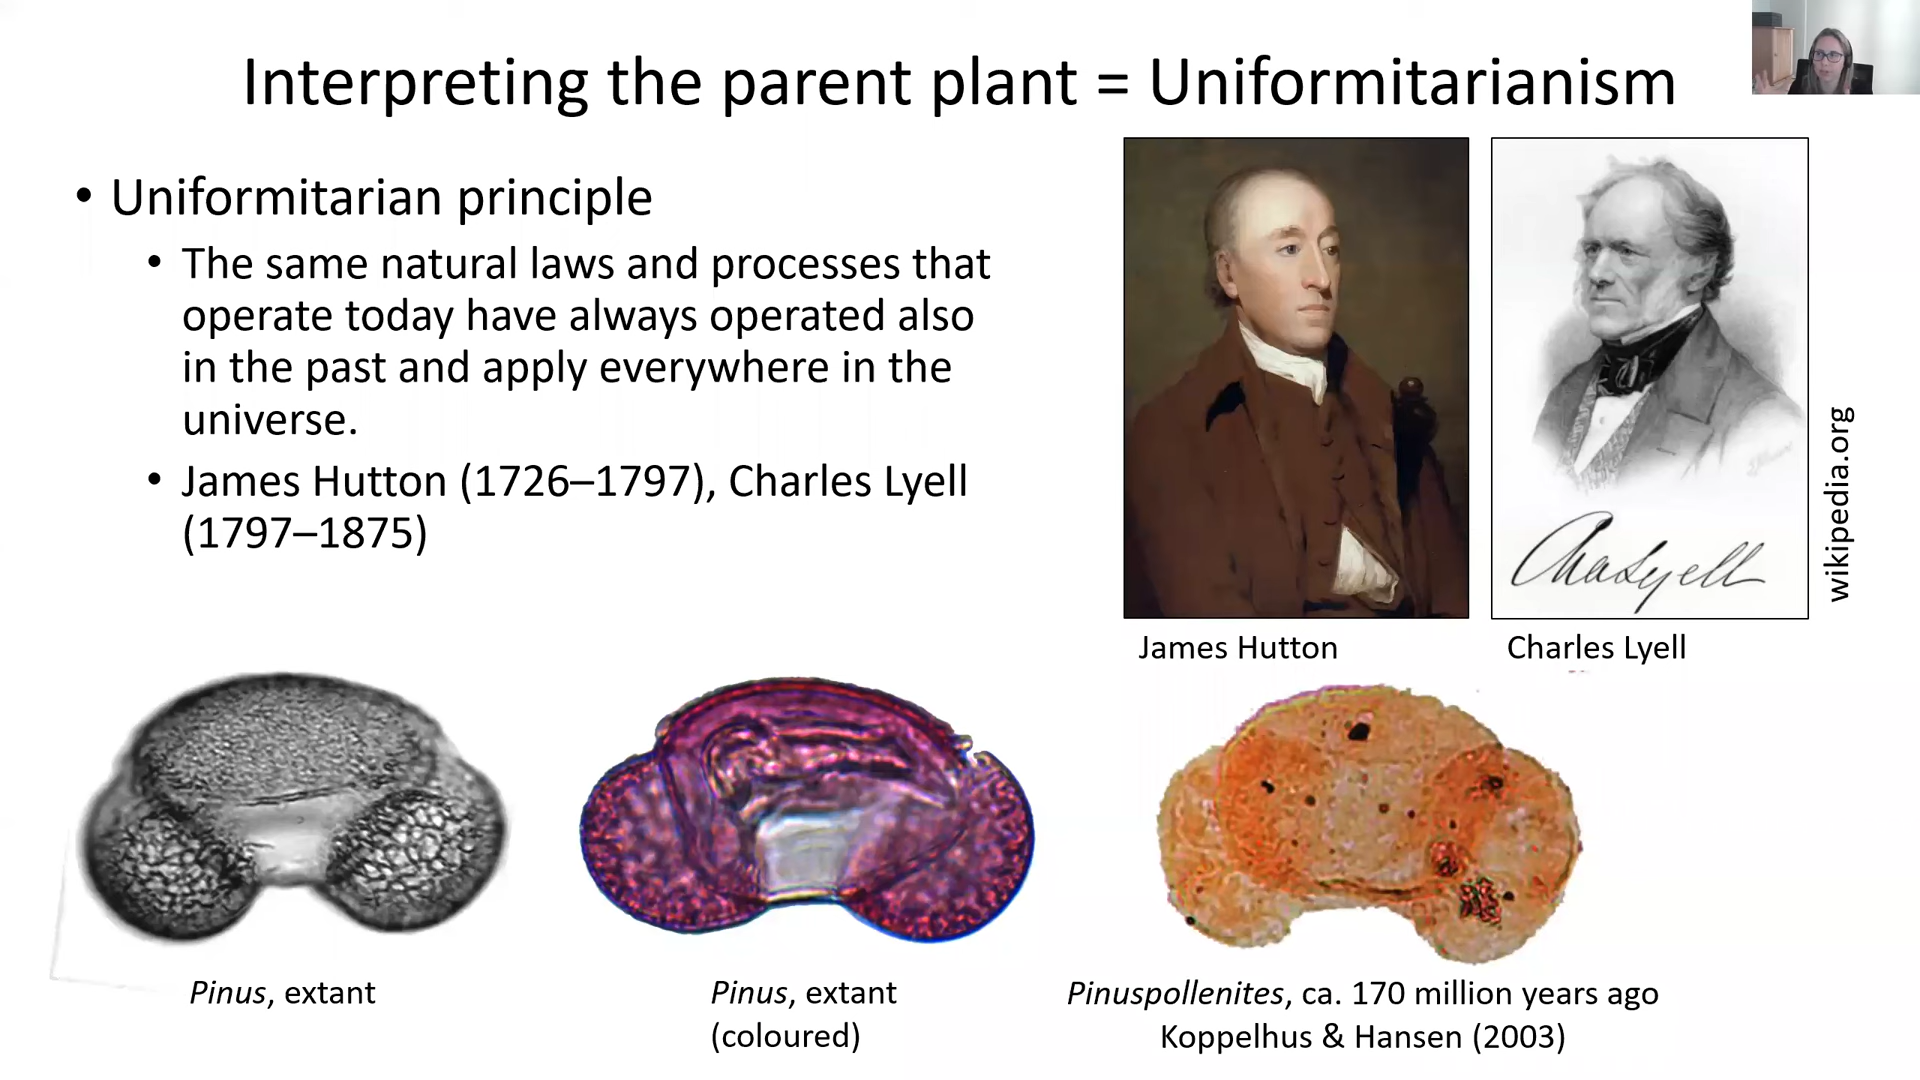 Interpreting the parent plant = Uniformitarianism
• Uniformitarian principle
• The same natural laws and processes that
operate today have always operated also
in the past and apply everywhere in the
universe.
• James Hutton (1726–1797), Charles Lyell
(1797–1875)
Cha Lyell
wikipedia.org
James Hutton
Charles Lyell
Pinus, extant
Pinus, extant
(coloured)
Pinuspollenites, ca. 170 million years ago
Koppelhus & Hansen (2003)